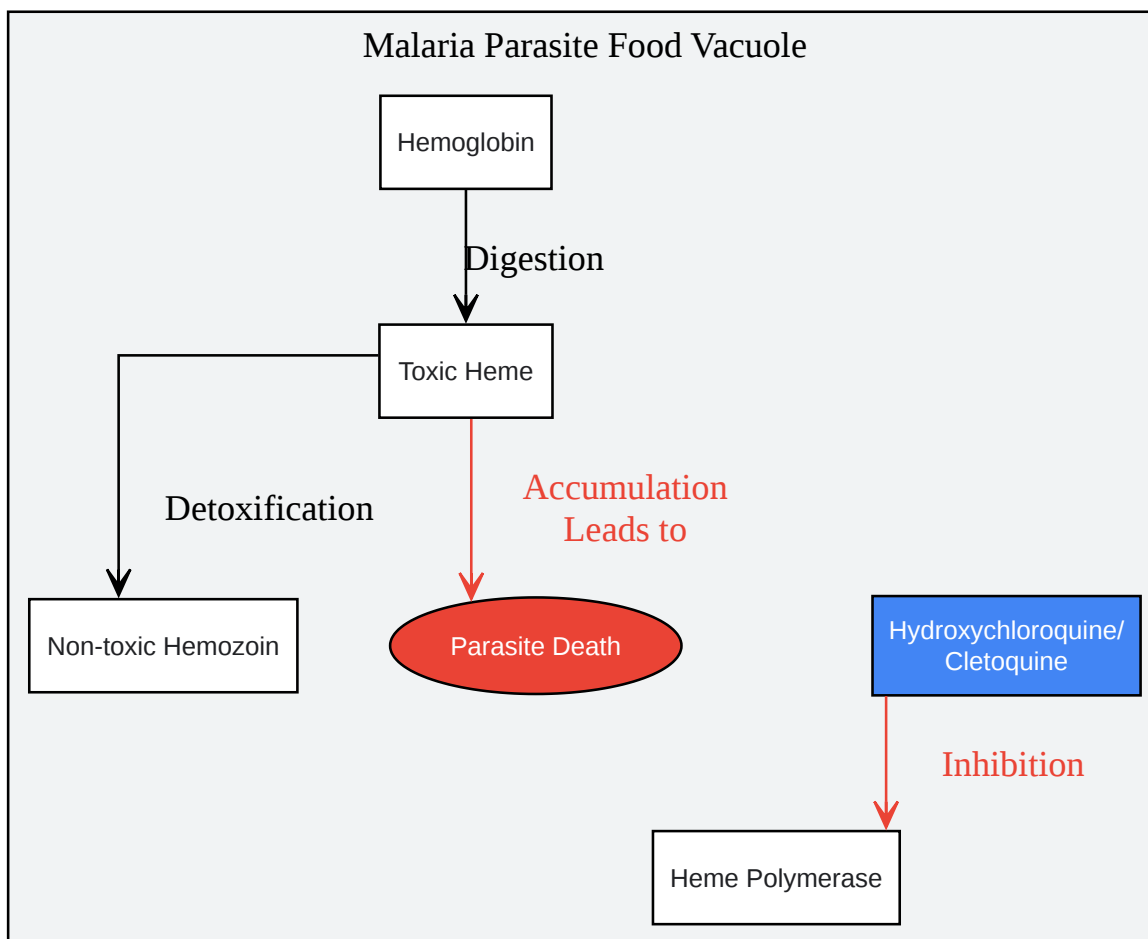 Malaria Parasite Food Vacuole
Hemoglobin
Digestion
Toxic Heme
Detoxification
Accumulation
Leads to
Non-toxic Hemozoin
Parasite Death
Hydroxychloroquine/
Cletoquine
Inhibition
Heme Polymerase